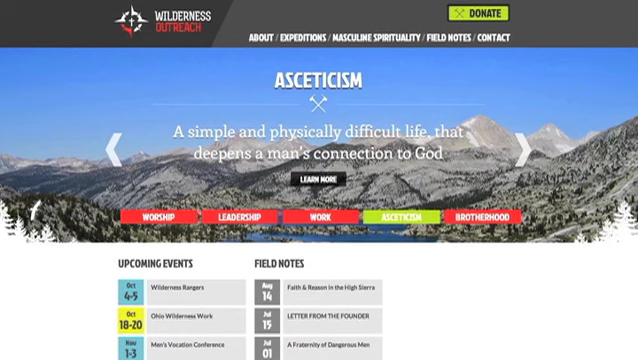 WILDERNESS
OUTREACH
DONATE
ABOUT / EXPEDITIONS / MASCULINE SPIRITUALITY / FIELD NOTES / CONTACT
ASCETICISM
A simple and physically difficult life, that
deepens a man's connection to God
LEARN MORE
WORSHIP LEADERSHIP WORK ASCETICISM BROTHERHOOD
UPCOMING EVENTS
Oct
4-5
Wilderness Rangers
Oct
18-20
Ohio Wilderness Work
Nov
1-3
Men's Vocation Conference
FIELD NOTES
Aug
14
Faith & Reason in the High Sierra
Jul
15
LETTER FROM THE FOUNDER
Jul
01
A Fraternity of Dangerous Men